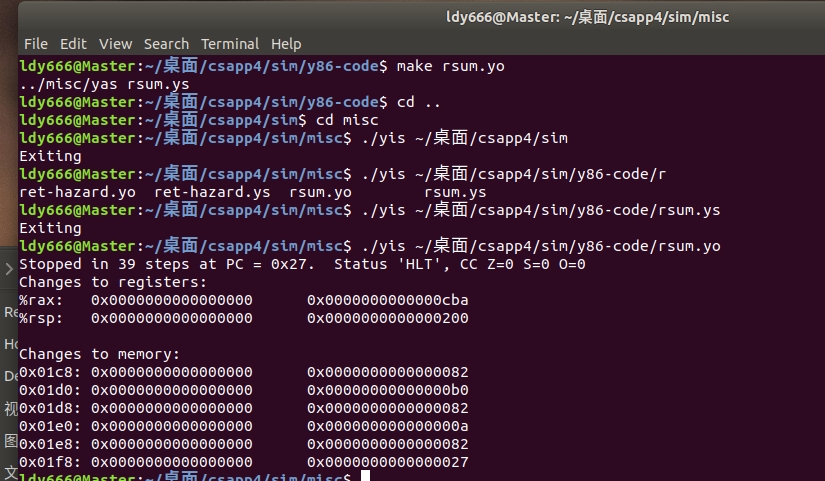 ldy666@Master: ~/桌面/csapp4/sim/misc
File Edit View Search Terminal Help
ldy666@Master:~/桌面/csapp4/sim/y86-code$ make rsum.yo
../misc/yas rsum.ys
ldy666@Master:~/桌面/csapp4/sim/y86-code$ cd ..
ldy666@Master:~/桌面/csapp4/sim$ cd misc
ldy666@Master:~/桌面/csapp4/sim/misc$ ./yis ~/桌面/csapp4/sim
Exiting
ldy666@Master:~/桌面/csapp4/sim/misc$ ./yis ~/桌面/csapp4/sim/y86-code/r
ret-hazard.yo  ret-hazard.ys  rsum.yo        rsum.ys
ldy666@Master:~/桌面/csapp4/sim/misc$ ./yis ~/桌面/csapp4/sim/y86-code/rsum.ys
Exiting
ldy666@Master:~/桌面/csapp4/sim/misc$ ./yis ~/桌面/csapp4/sim/y86-code/rsum.yo
Stopped in 39 steps at PC = 0x27.  Status 'HLT', CC Z=0 S=0 O=0
Changes to registers:
%rax:   0x0000000000000000      0x0000000000000cba
%rsp:   0x0000000000000000      0x0000000000000200
Changes to memory:
0x01c8: 0x0000000000000000      0x0000000000000082
0x01d0: 0x0000000000000000      0x00000000000000b0
0x01d8: 0x0000000000000000      0x0000000000000082
0x01e0: 0x0000000000000000      0x000000000000000a
0x01e8: 0x0000000000000000      0x0000000000000082
0x01f8: 0x0000000000000000      0x0000000000000027
ldy666@Master:~/桌面/csapp4/sim/misc$
Re
Ho
De
视
图
文